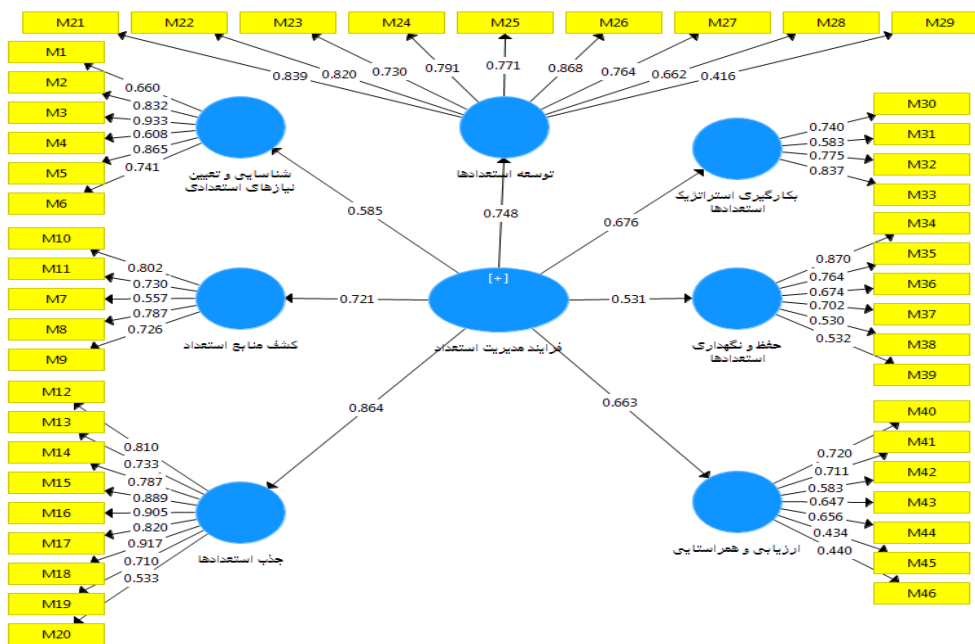 M21
M22
M23
M24
M25
M26
M27
M28
M29
0.839
0.820
0.730
0.791
0.771
0.868
0.764
0.662
0.416
توسعه استعدادها
M1
M2
M3
M4
M5
M6
0.660
0.832
0.933
0.608
0.865
0.741
شناسایی و تعیین
نیازهای استعدادی
M30
M31
M32
M33
0.740
0.583
0.775
0.837
بکارگیری استراتژیک
استعدادها
0.585
0.748
0.676
M10
M11
M7
M8
M9
0.802
0.730
0.557
0.787
0.726
کشف منابع استعداد
0.721
[+]
فرایند مدیریت استعداد
0.531
M34
M35
M36
M37
M38
M39
0.870
0.764
0.674
0.702
0.530
0.532
حفظ و نگهداری
استعدادها
0.864
0.663
M12
M13
M14
M15
M16
M17
M18
M19
M20
0.810
0.733
0.787
0.889
0.905
0.820
0.917
0.710
0.533
جذب استعدادها
M40
M41
M42
M43
M44
M45
M46
0.720
0.711
0.583
0.647
0.656
0.434
0.440
ارزیابی و همراستایی